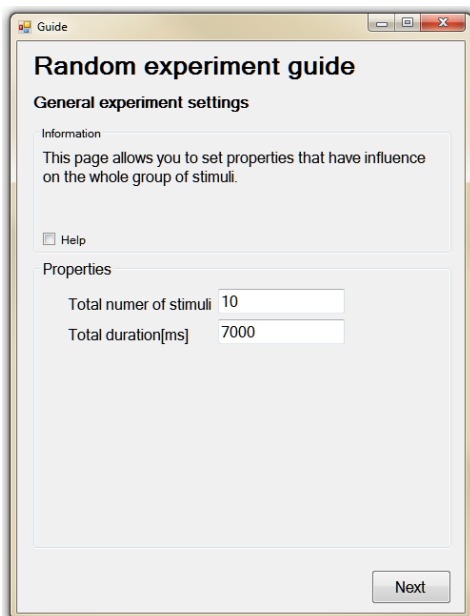 Guide
Random experiment guide
General experiment settings
Information
This page allows you to set properties that have influence
on the whole group of stimuli.
Help
Properties
Total numer of stimuli 10
Total duration[ms] 7000
Next